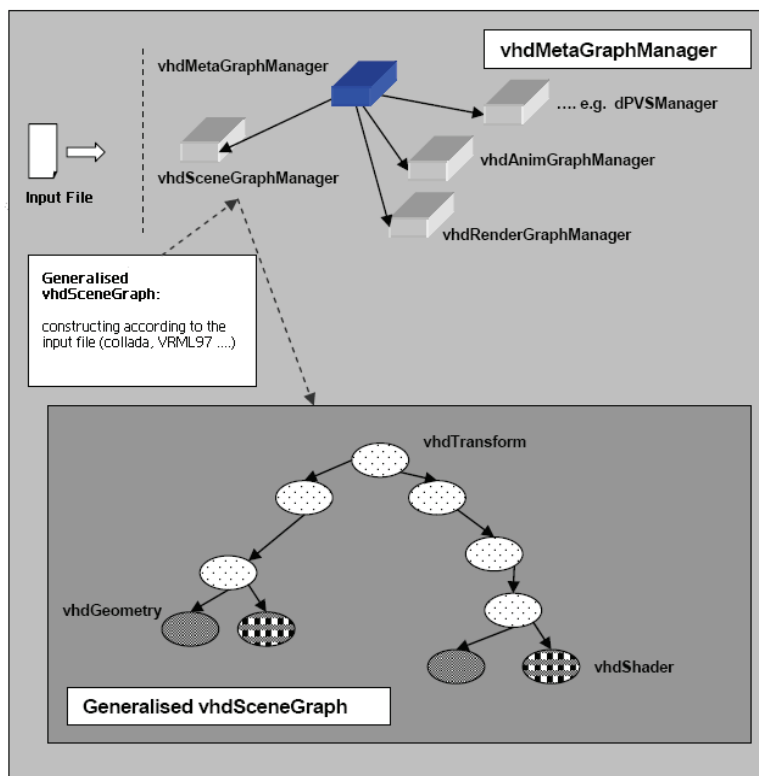 vhdMetaGraphManager
vhdMetaGraphManager
.... e.g. dPVSManager
vhdAnimGraphManager
vhdSceneGraphManager
vhdRenderGraphManager
Input File
Generalised
vhdSceneGraph:
constructing according to the
input file (collada, VRML97 ....)
vhdTransform
vhdGeometry
vhdShader
Generalised vhdSceneGraph